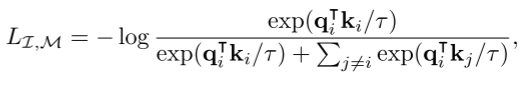 $L_{\mathcal{I},\mathcal{M}} = -\log \frac{\exp(\mathbf{q}_i^\intercal \mathbf{k}_i/\tau)}{\exp(\mathbf{q}_i^\intercal \mathbf{k}_i/\tau) + \sum_{j \neq i} \exp(\mathbf{q}_i^\intercal \mathbf{k}_j/\tau)},$